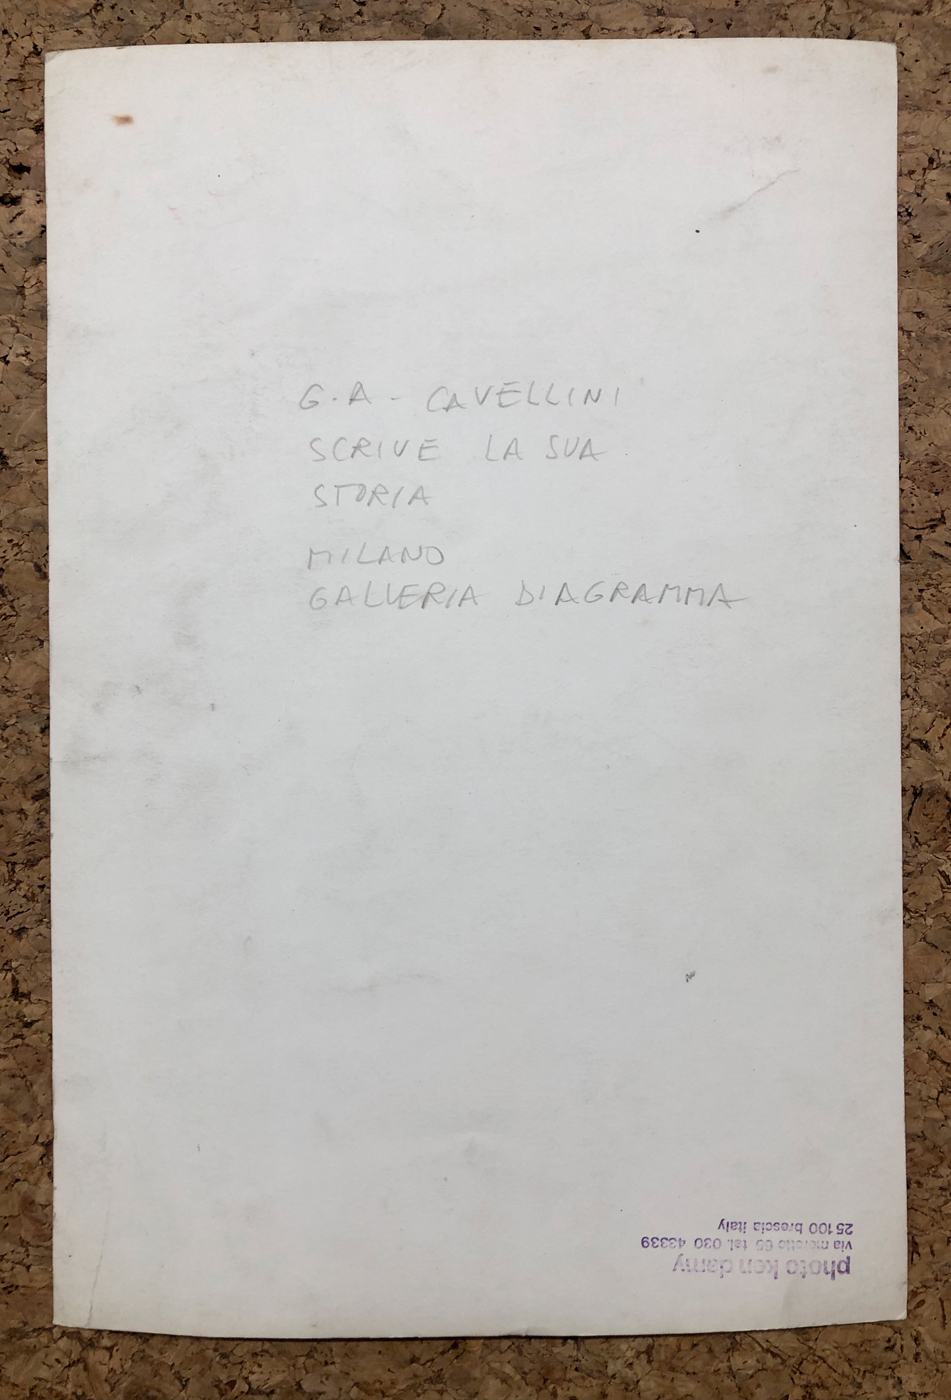 G.A - CAVELLINI
SCRIVE LA SUA
STORIA
MILANO
GALLERIA DIAGRAMMA
photo ken damy
via moretto 65 tel. 030 43339
25100 brescia italy